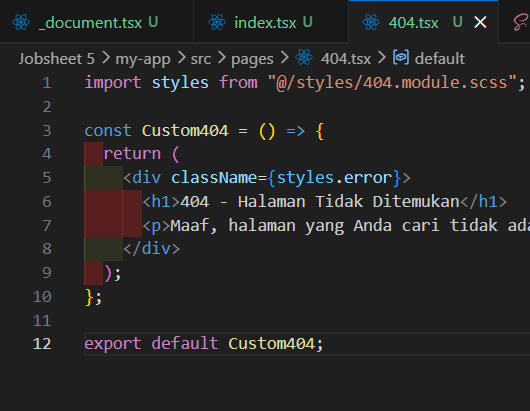 _document.tsx U index.tsx U 404.tsx U
Jobsheet 5 > my-app > src > pages > 404.tsx > default
1 import styles from "@/styles/404.module.scss";
2
3 const Custom404 = () => {
4 return (
5 <div className={styles.error}>
6 <h1>404 - Halaman Tidak Ditemukan</h1>
7 <p>Maaf, halaman yang Anda cari tidak ada
8 </div>
9 );
10 };
11
12 export default Custom404;